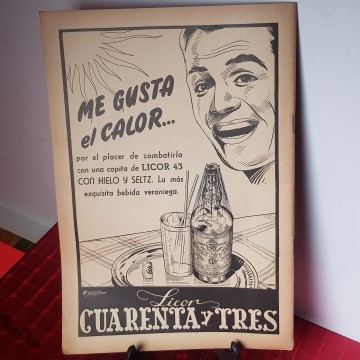 ME GUSTA
el CALOR...
por el placer de combatirlo
con una copita de LICOR 43
CON HIELO Y SELTZ. La más
exquisita bebida veraniega.
Licor
CUARENTA y TRES